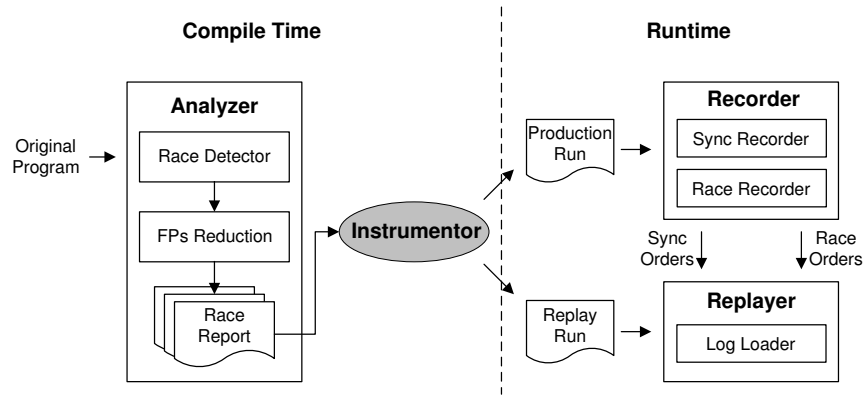 Compile Time
Runtime
Analyzer
Original
Program
Race Detector
FPs Reduction
Race
Report
Instrumentor
Production
Run
Recorder
Sync Recorder
Race Recorder
Sync
Orders
Race
Orders
Replay
Run
Replayer
Log Loader